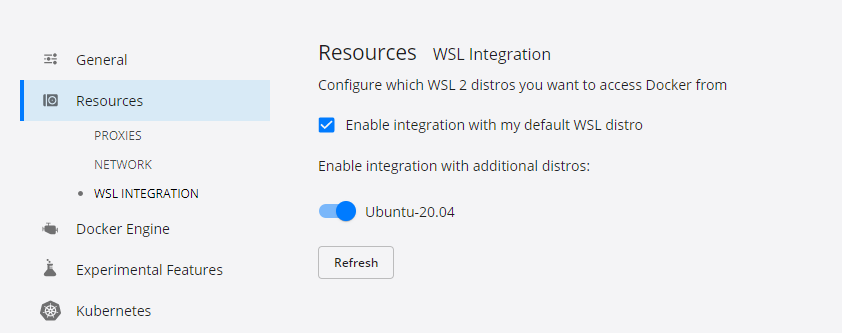 General
Resources
PROXIES
NETWORK
WSL INTEGRATION
Docker Engine
Experimental Features
Kubernetes
Resources WSL Integration
Configure which WSL 2 distros you want to access Docker from
Enable integration with my default WSL distro
Enable integration with additional distros:
Ubuntu-20.04
Refresh